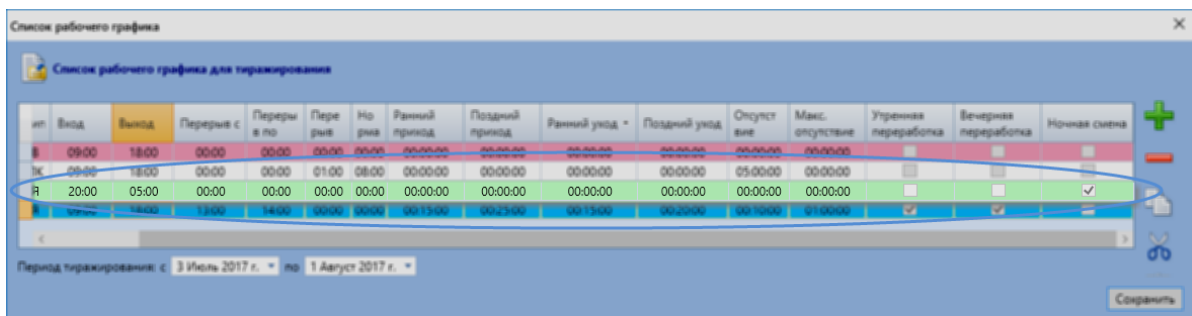 Список рабочего графика
Список рабочего графика для тиражирования
ип Вход Выход Перерыв с Перерыв по Перерыв Норма Ранний приход Поздний приход Ранний уход Поздний уход Отсутствие Макс. отсутствие Утренняя переработка Вечерняя переработка Ночная смена
В 09:00 18:00 00:00 00:00 00:00 00:00 00:00:00 00:00:00 00:00:00 00:00:00 00:00:00 00:00:00
ПК 09:00 18:00 00:00 00:00 01:00 08:00 00:00:00 00:00:00 00:00:00 00:00:00 05:00:00 00:00:00
Я 20:00 05:00 00:00 00:00 00:00 00:00 00:00:00 00:00:00 00:00:00 00:00:00 00:00:00 00:00:00
Я 09:00 18:00 13:00 14:00 00:00 00:00 00:15:00 00:25:00 00:15:00 00:20:00 00:10:00 01:00:00
Период тиражирования: с 3 Июль 2017 г. по 1 Август 2017 г.
Сохранить